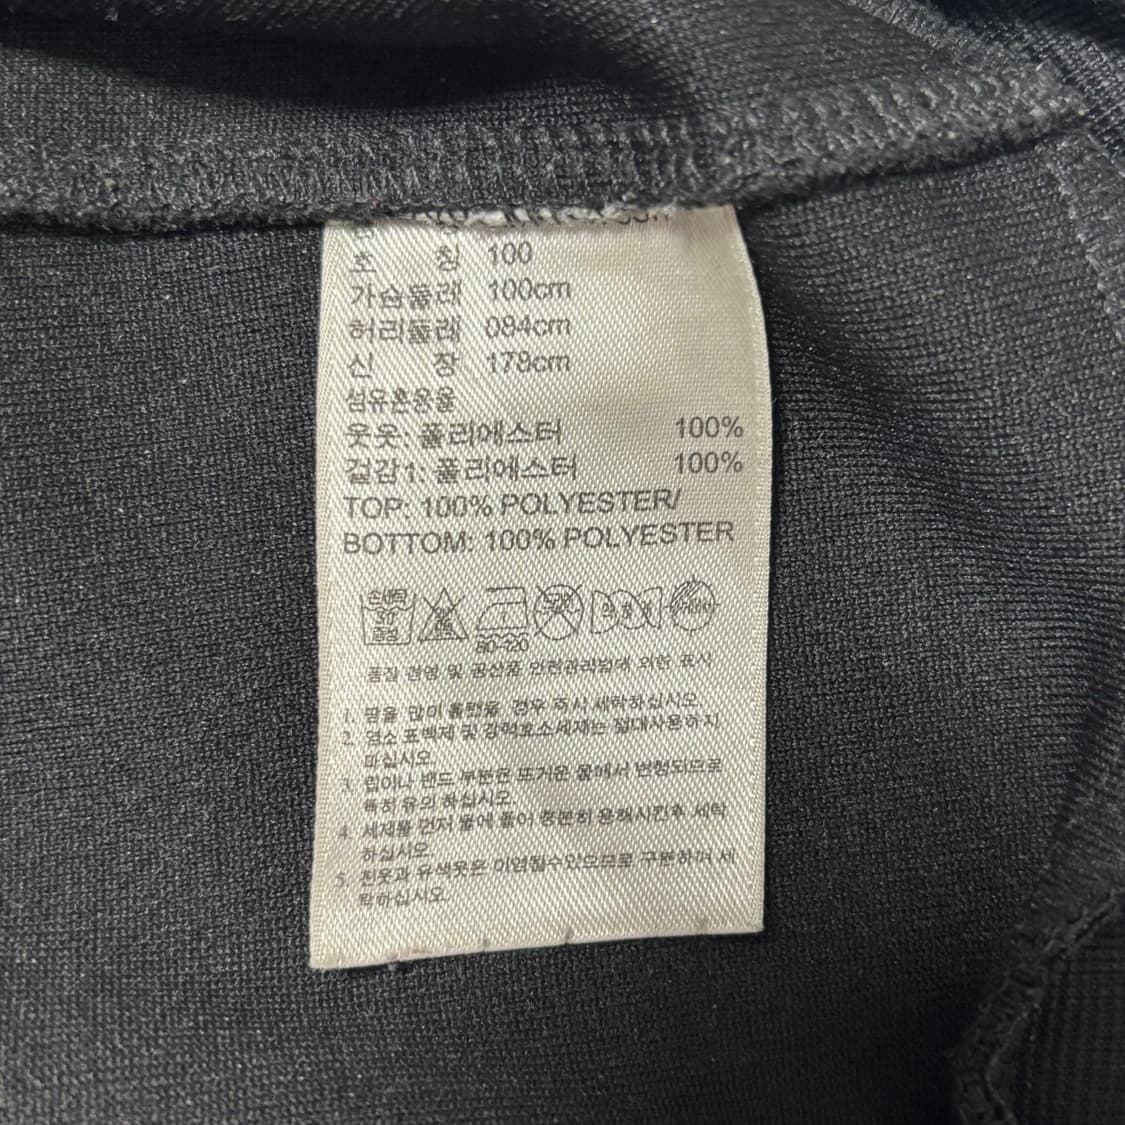 호 칭 100
가슴둘레 100cm
허리둘레 084cm
신 장 178cm
섬유혼용율
웃옷: 폴리에스터 100%
겉감1: 폴리에스터 100%
TOP: 100% POLYESTER/
BOTTOM: 100% POLYESTER
손세탁
30
중성
80~120
품질 경영 및 공산품 안전관리법에 의한 표시
1. 땀을 많이 흘렸을 경우 즉시 세탁하십시오.
2. 염소 표백제 및 강력효소세제는 절대사용하지
마십시오.
3. 립이나 밴드 부분은 뜨거운 물에서 변형되므로
특히 유의 하십시오.
4. 세제를 먼저 물에 풀어 충분히 용해시킨후 세탁
하십시오.
5. 흰옷과 유색옷은 이염될수있으므로 구분하여 세
탁하십시오.